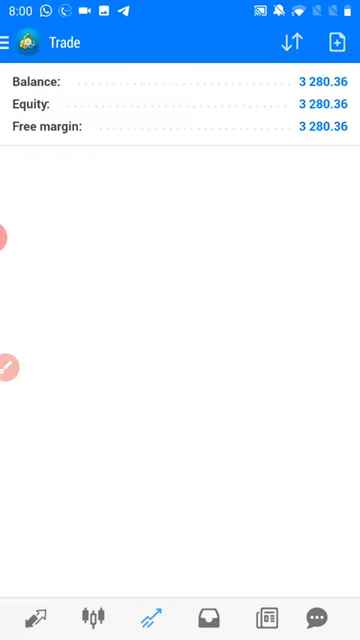 8:00
Trade
Balance: 3 280.36
Equity: 3 280.36
Free margin: 3 280.36